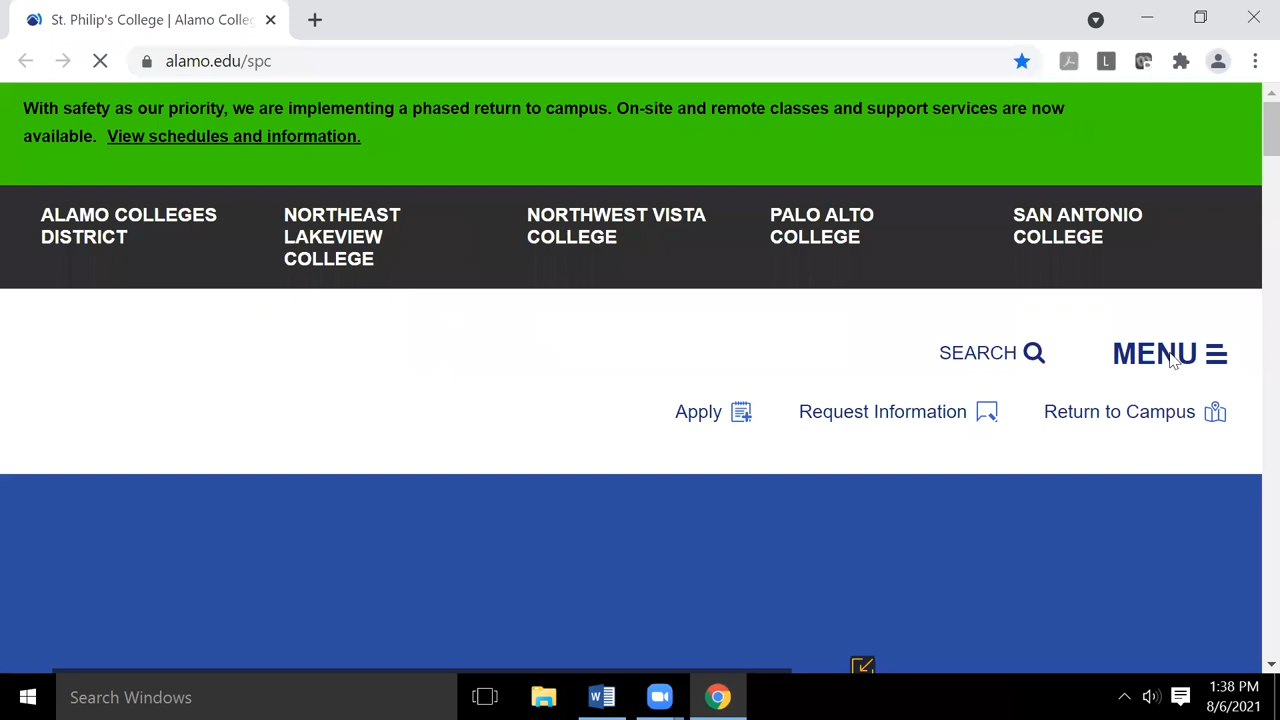 St. Philip's College | Alamo Colleg
alamo.edu/spc
L
With safety as our priority, we are implementing a phased return to campus. On-site and remote classes and support services are now
available. View schedules and information.
ALAMO COLLEGES
DISTRICT
NORTHEAST
LAKEVIEW
COLLEGE
NORTHWEST VISTA
COLLEGE
PALO ALTO
COLLEGE
SAN ANTONIO
COLLEGE
SEARCH
MENU
Apply
Request Information
Return to Campus
Search Windows
1:38 PM
8/6/2021